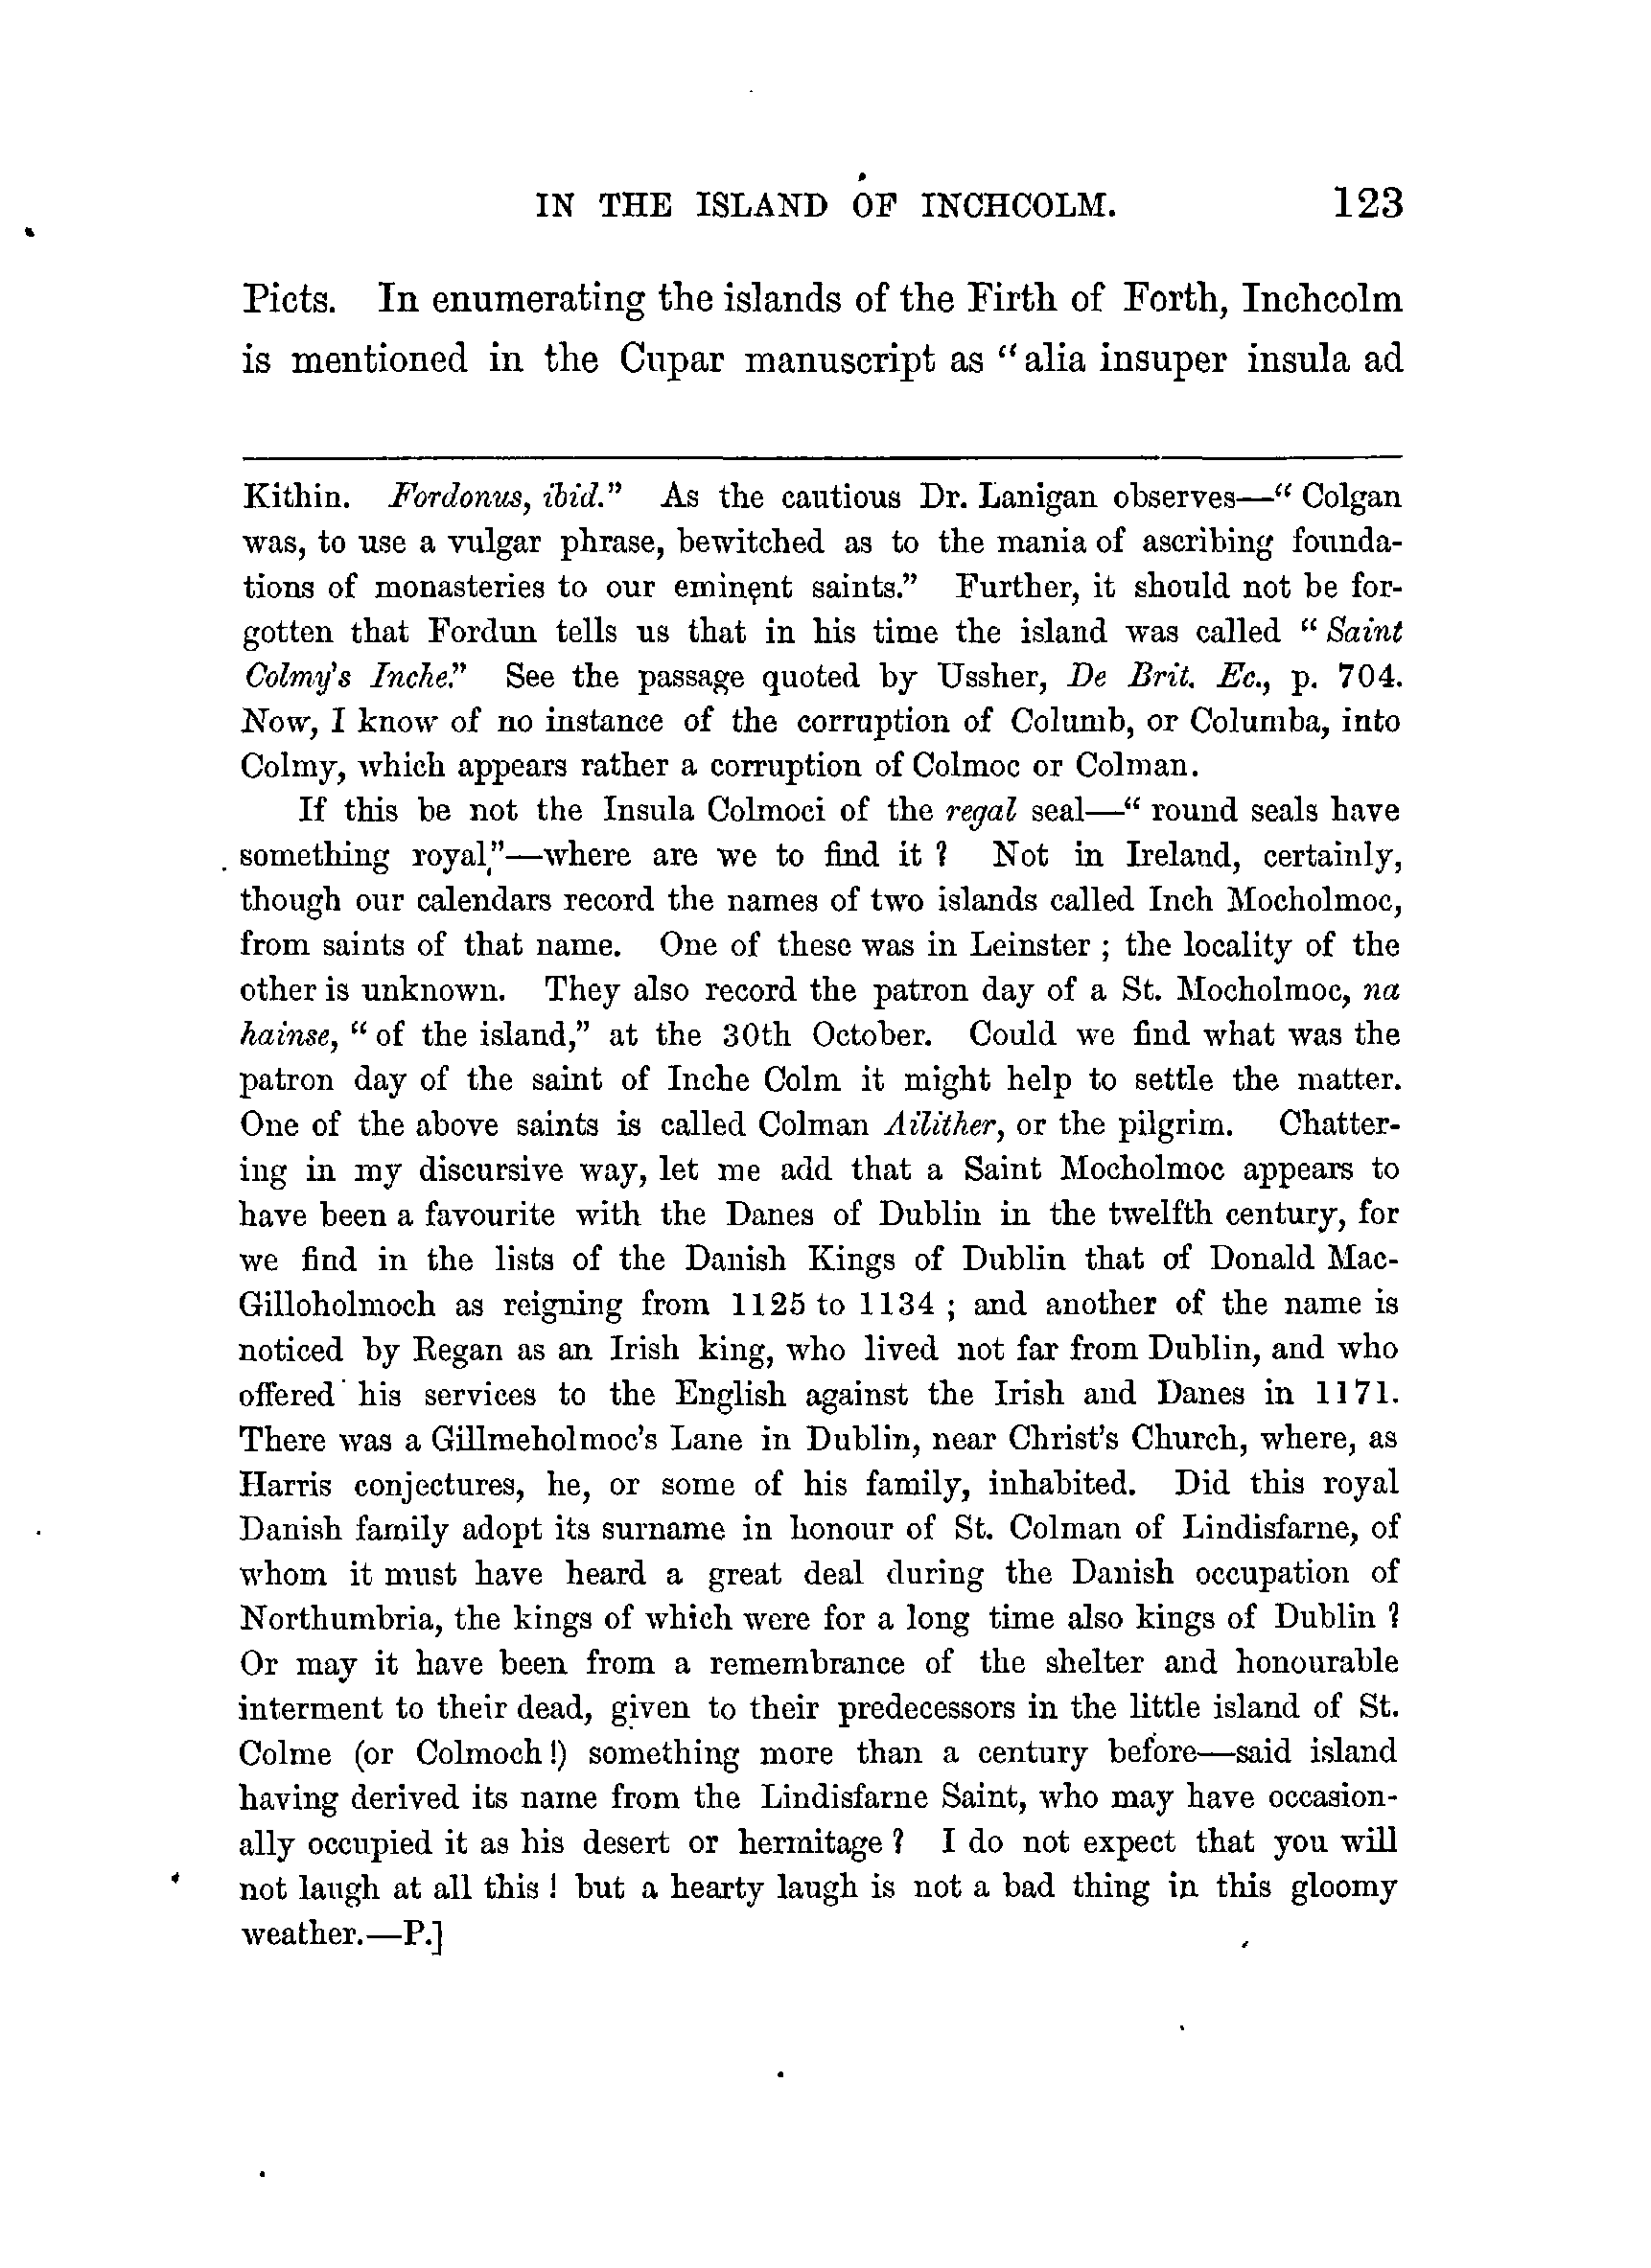 IN THE ISLAND OF INCHCOLM. 123
Picts. In enumerating the islands of the Firth of Forth, Inchcolm
is mentioned in the Cupar manuscript as “alia insuper insula ad
Kithin. Fordonus, ibid.” As the cautious Dr. Lanigan observes—“ Colgan
was, to use a vulgar phrase, bewitched as to the mania of ascribing founda-
tions of monasteries to our eminent saints.” Further, it should not be for-
gotten that Fordun tells us that in his time the island was called “ Saint
Colmy's Inche.” See the passage quoted by Ussher, De Brit. Ec., p. 704.
Now, I know of no instance of the corruption of Columb, or Columba, into
Colmy, which appears rather a corruption of Colmoc or Colman.
If this be not the Insula Colmoci of the regal seal—“ round seals have
something royal,”—where are we to find it ? Not in Ireland, certainly,
though our calendars record the names of two islands called Inch Mocholmoc,
from saints of that name. One of these was in Leinster ; the locality of the
other is unknown. They also record the patron day of a St. Mocholmoc, na
hainse, “ of the island,” at the 30th October. Could we find what was the
patron day of the saint of Inche Colm it might help to settle the matter.
One of the above saints is called Colman Ailither, or the pilgrim. Chatter-
ing in my discursive way, let me add that a Saint Mocholmoc appears to
have been a favourite with the Danes of Dublin in the twelfth century, for
we find in the lists of the Danish Kings of Dublin that of Donald Mac-
Gilloholmoch as reigning from 1125 to 1134 ; and another of the name is
noticed by Regan as an Irish king, who lived not far from Dublin, and who
offered his services to the English against the Irish and Danes in 1171.
There was a Gillmeholmoc's Lane in Dublin, near Christ's Church, where, as
Harris conjectures, he, or some of his family, inhabited. Did this royal
Danish family adopt its surname in honour of St. Colman of Lindisfarne, of
whom it must have heard a great deal during the Danish occupation of
Northumbria, the kings of which were for a long time also kings of Dublin ?
Or may it have been from a remembrance of the shelter and honourable
interment to their dead, given to their predecessors in the little island of St.
Colme (or Colmoch !) something more than a century before—said island
having derived its name from the Lindisfarne Saint, who may have occasion-
ally occupied it as his desert or hermitage ? I do not expect that you will
not laugh at all this ! but a hearty laugh is not a bad thing in this gloomy
weather.—P.]